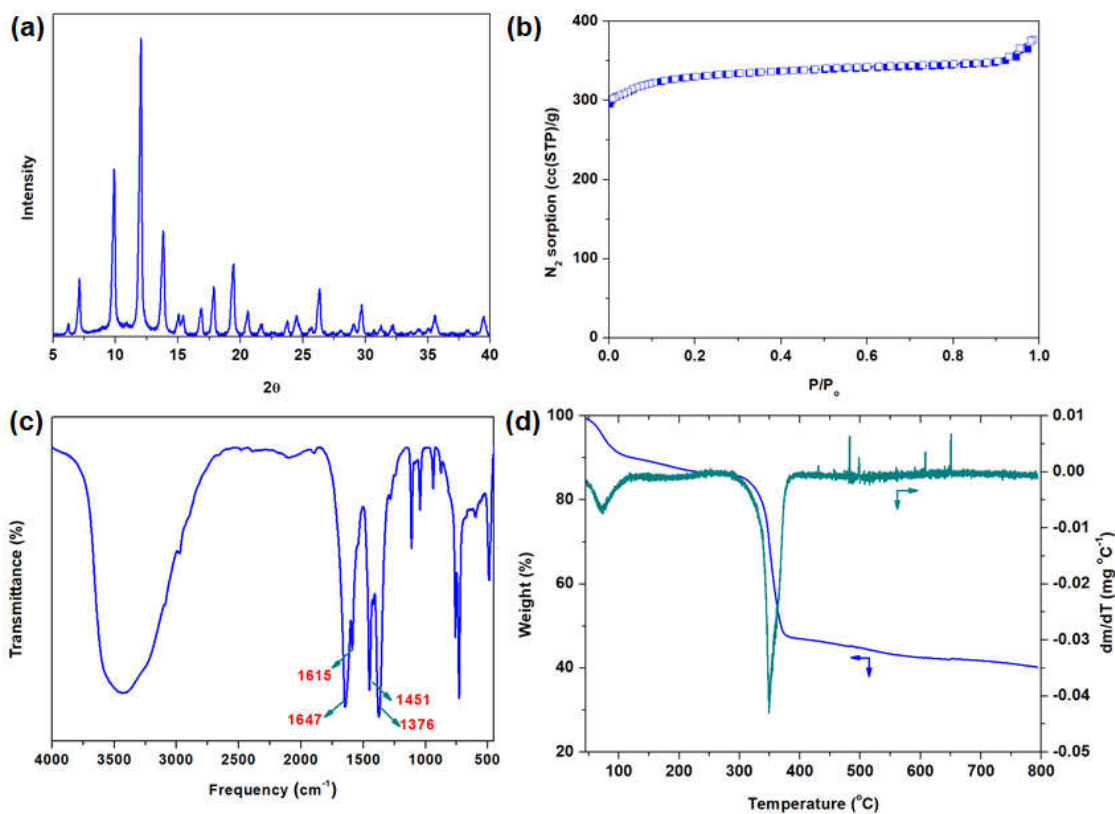 (a)
Intensity
5 10 15 20 25 30 35 40
2θ
(b)
N₂ sorption (cc(STP)/g)
400
300
200
100
0
0.0 0.2 0.4 0.6 0.8 1.0
P/Pₒ
(c)
Transmittance (%)
1615
1647
1451
1376
4000 3500 3000 2500 2000 1500 1000 500
Frequency (cm⁻¹)
(d)
Weight (%)
100
80
60
40
20
0.01
0.00
-0.01
-0.02
-0.03
-0.04
-0.05
dm/dT (mg °C⁻¹)
100 200 300 400 500 600 700 800
Temperature (°C)